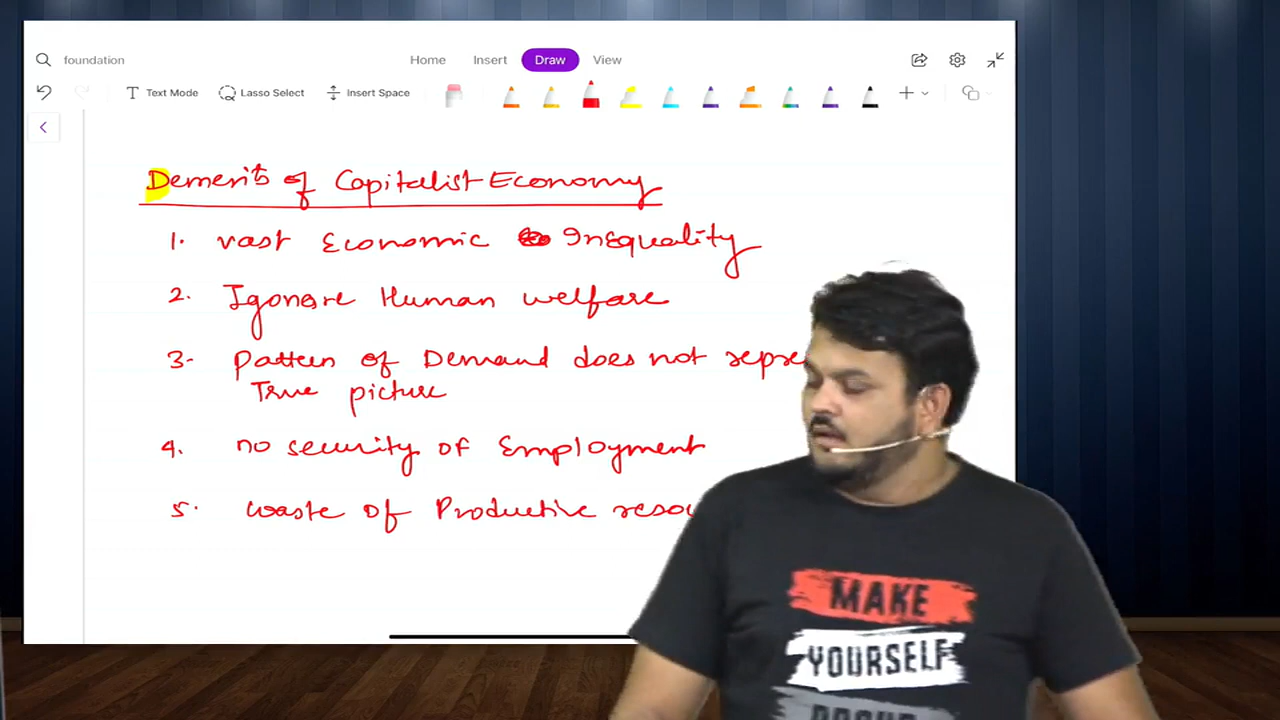 foundation
Home Insert Draw View
Text Mode Lasso Select Insert Space
Demerits of Capitalist Economy
1. vast Economic Inequality
2. Igonore Human welfare
3. Pattern of Demand does not repre
True picture
4. no security of Employment
5. waste of Productive resou
MAKE
YOURSELF